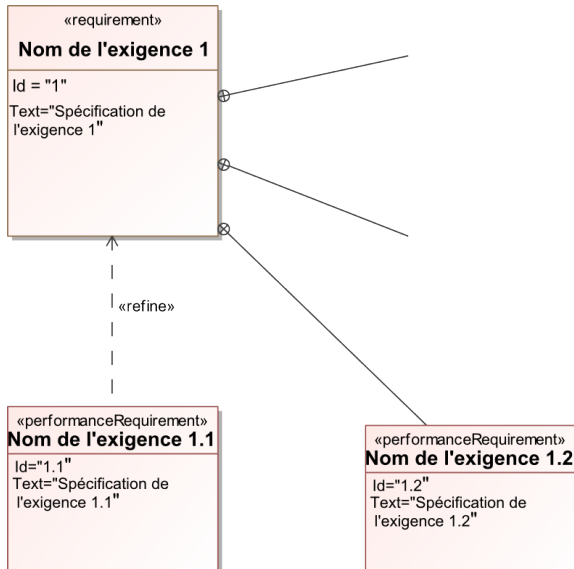 «requirement»
Nom de l'exigence 1
Id = "1"
Text="Spécification de
l'exigence 1"
«refine»
«performanceRequirement»
Nom de l'exigence 1.1
Id="1.1"
Text="Spécification de
l'exigence 1.1"
«performanceRequirement»
Nom de l'exigence 1.2
Id="1.2"
Text="Spécification de
l'exigence 1.2"